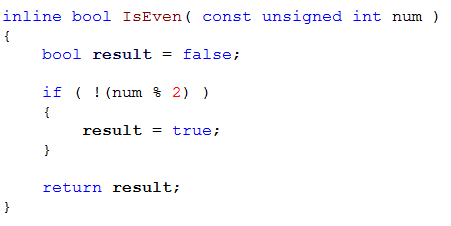 inline bool IsEven( const unsigned int num )
{
    bool result = false;

    if ( !(num % 2) )
    {
        result = true;
    }

    return result;
}